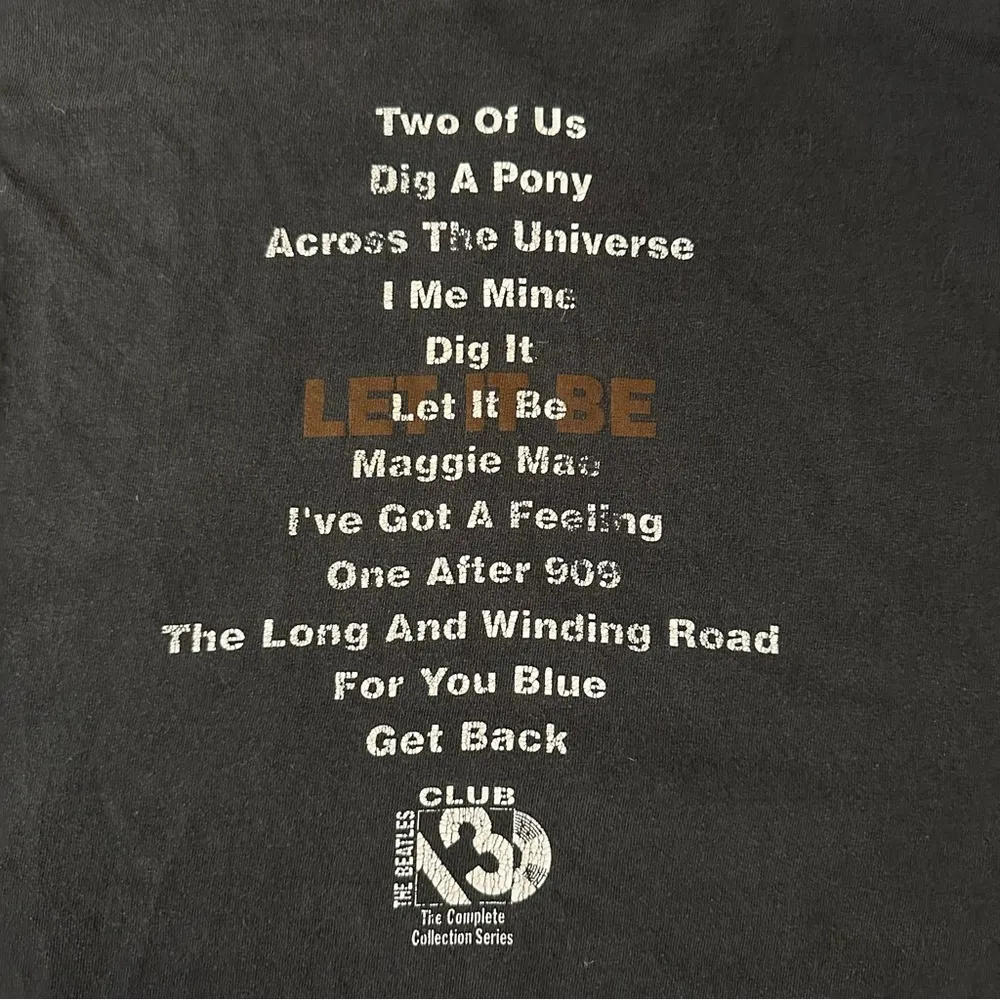 Two Of Us
Dig A Pony
Across The Universe
I Me Mine
Dig It
LET IT BE
Let It Be
Maggie Mae
I've Got A Feeling
One After 909
The Long And Winding Road
For You Blue
Get Back
CLUB
THE BEATLES
13
The Complete
Collection Series